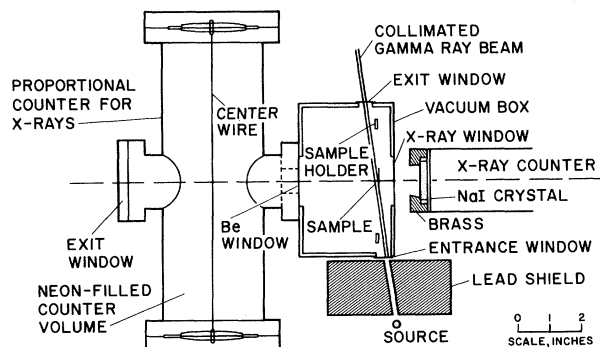 COLLIMATED
GAMMA RAY BEAM
EXIT WINDOW
VACUUM BOX
X-RAY WINDOW
X-RAY COUNTER
NaI CRYSTAL
BRASS
ENTRANCE WINDOW
LEAD SHIELD
SOURCE
0 1 2
SCALE, INCHES
PROPORTIONAL
COUNTER FOR
X-RAYS
CENTER
WIRE
SAMPLE
HOLDER
Be
WINDOW
SAMPLE
EXIT
WINDOW
NEON-FILLED
COUNTER
VOLUME